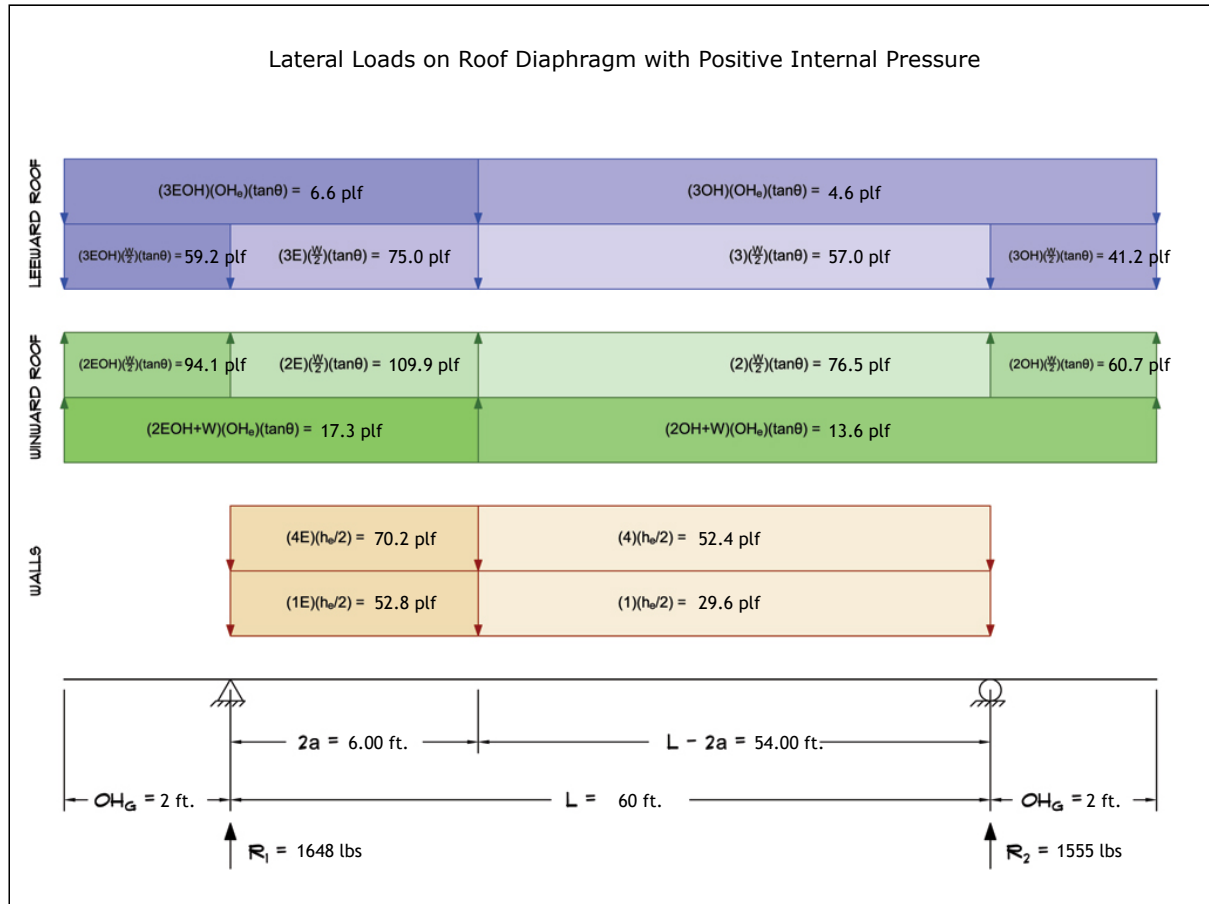 Lateral Loads on Roof Diaphragm with Positive Internal Pressure
LEEWARD ROOF
(3EOH)(OHₑ)(tanθ) = 6.6 plf
(3OH)(OHₑ)(tanθ) = 4.6 plf
(3EOH)(W/2)(tanθ) = 59.2 plf
(3E)(W/2)(tanθ) = 75.0 plf
(3)(W/2)(tanθ) = 57.0 plf
(3OH)(W/2)(tanθ) = 41.2 plf
WINWARD ROOF
(2EOH)(W/2)(tanθ) = 94.1 plf
(2E)(W/2)(tanθ) = 109.9 plf
(2)(W/2)(tanθ) = 76.5 plf
(2OH)(W/2)(tanθ) = 60.7 plf
(2EOH+W)(OHₑ)(tanθ) = 17.3 plf
(2OH+W)(OHₑ)(tanθ) = 13.6 plf
WALLS
(4E)(hₑ/2) = 70.2 plf
(4)(hₑ/2) = 52.4 plf
(1E)(hₑ/2) = 52.8 plf
(1)(hₑ/2) = 29.6 plf
2a = 6.00 ft.
L - 2a = 54.00 ft.
OH_G = 2 ft.
L = 60 ft.
OH_G = 2 ft.
R₁ = 1648 lbs
R₂ = 1555 lbs